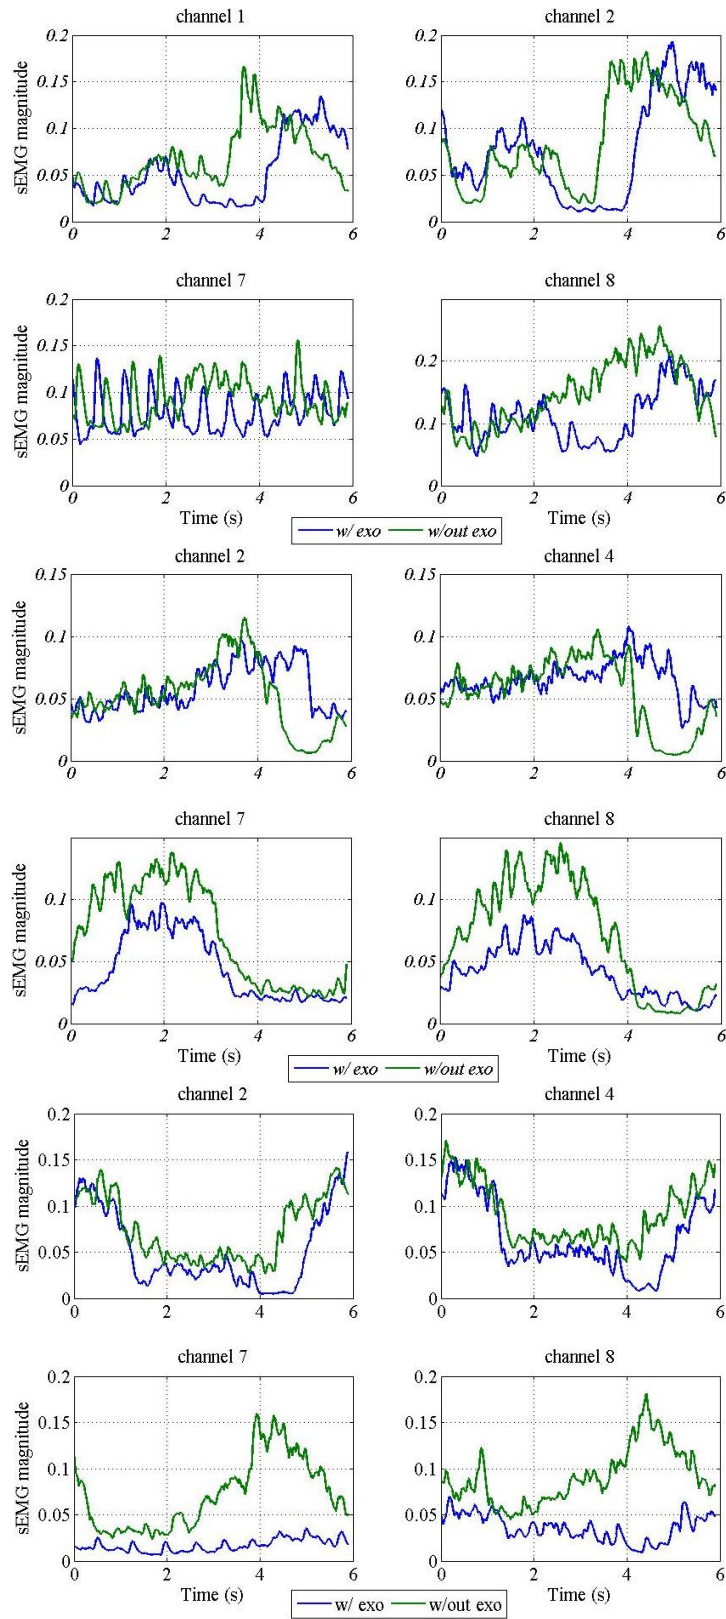 channel 1 channel 2
0.2 0.2
0.15 0.15
0.1 0.1
0.05 0.05
0 0
sEMG magnitude
0 2 4 6 0 2 4 6
channel 7 channel 8
0.2
0.15 0.2
0.1 0.1
0.05
0 0
sEMG magnitude
0 2 4 6 0 2 4 6
Time (s) Time (s)
w/ exo w/out exo
channel 2 channel 4
0.15 0.15
0.1 0.1
0.05 0.05
0 0
sEMG magnitude
0 2 4 6 0 2 4 6
channel 7 channel 8
0.1 0.1
0.05 0.05
0 0
sEMG magnitude
0 2 4 6 0 2 4 6
Time (s) Time (s)
w/ exo w/out exo
channel 2 channel 4
0.2 0.2
0.15 0.15
0.1 0.1
0.05 0.05
0 0
sEMG magnitude
0 2 4 6 0 2 4 6
channel 7 channel 8
0.2 0.2
0.15 0.15
0.1 0.1
0.05 0.05
0 0
sEMG magnitude
0 2 4 6 0 2 4 6
Time (s) Time (s)
w/ exo w/out exo